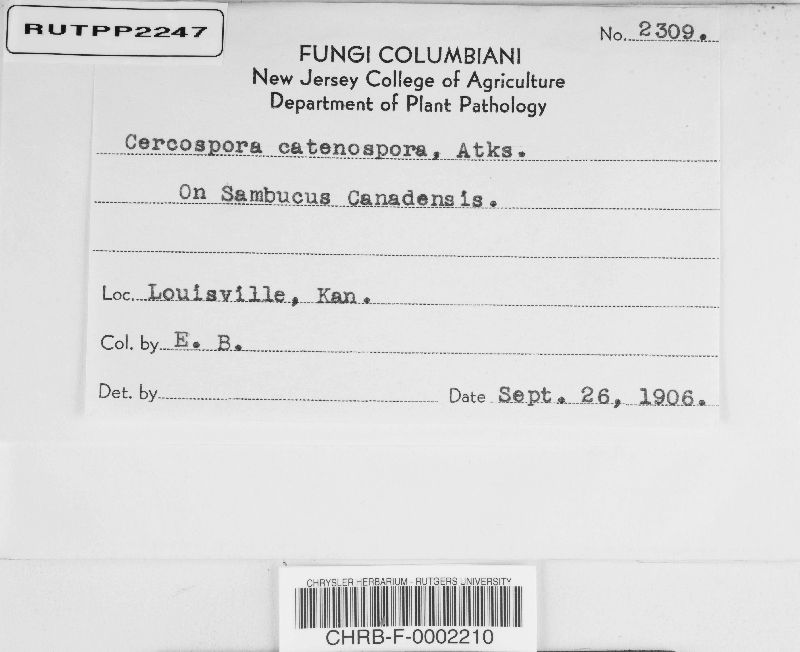 RUTPP2247
No. 2309.
FUNGI COLUMBIANI
New Jersey College of Agriculture
Department of Plant Pathology
Cercospora catenospora, Atks.
On Sambucus Canadensis.
Loc. Louisville, Kan.
Col. by E. B.
Det. by
Date Sept. 26, 1906.
CHRYSLER HERBARIUM - RUTGERS UNIVERSITY
CHRB-F-0002210